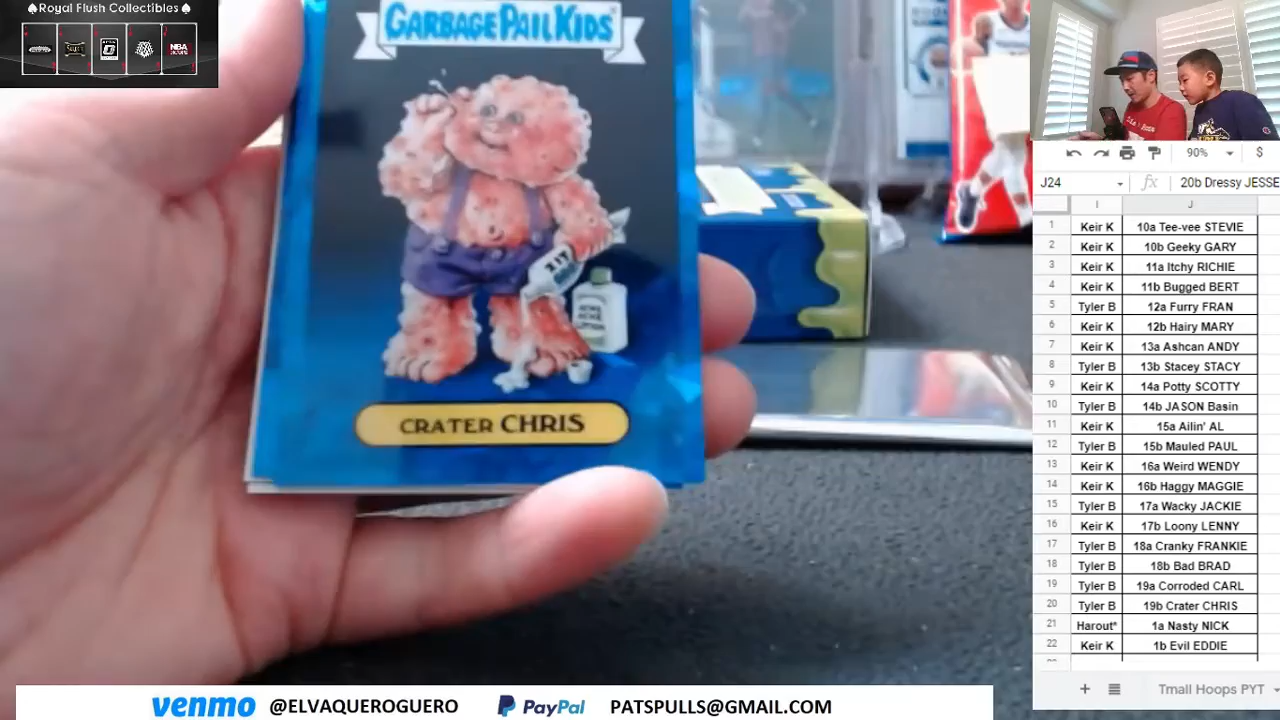 ♠Royal Flush Collectibles♠
NBA
GARBAGE PAIL KIDS
ZIT
ACNE
LOTION
CRATER CHRIS
90% $
J24 fx 20b Dressy JESSE
I J
1 Keir K 10a Tee-vee STEVIE
2 Keir K 10b Geeky GARY
3 Keir K 11a Itchy RICHIE
4 Keir K 11b Bugged BERT
5 Tyler B 12a Furry FRAN
6 Keir K 12b Hairy MARY
7 Keir K 13a Ashcan ANDY
8 Tyler B 13b Stacey STACY
9 Keir K 14a Potty SCOTTY
10 Tyler B 14b JASON Basin
11 Keir K 15a Ailin' AL
12 Tyler B 15b Mauled PAUL
13 Keir K 16a Weird WENDY
14 Keir K 16b Haggy MAGGIE
15 Tyler B 17a Wacky JACKIE
16 Keir K 17b Loony LENNY
17 Tyler B 18a Cranky FRANKIE
18 Tyler B 18b Bad BRAD
19 Tyler B 19a Corroded CARL
20 Tyler B 19b Crater CHRIS
21 Harout* 1a Nasty NICK
22 Keir K 1b Evil EDDIE
+ Tmall Hoops PYT
venmo @ELVAQUEROGUERO PayPal PATSPULLS@GMAIL.COM